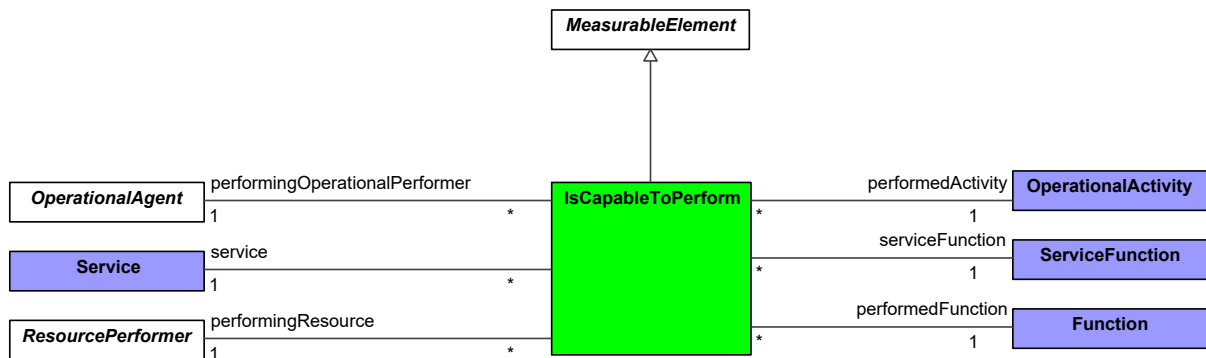 MeasurableElement
OperationalAgent
performingOperationalPerformer
1
*
IsCapableToPerform
performedActivity
*
1
OperationalActivity
Service
service
1
*
serviceFunction
*
1
ServiceFunction
ResourcePerformer
performingResource
1
*
performedFunction
*
1
Function